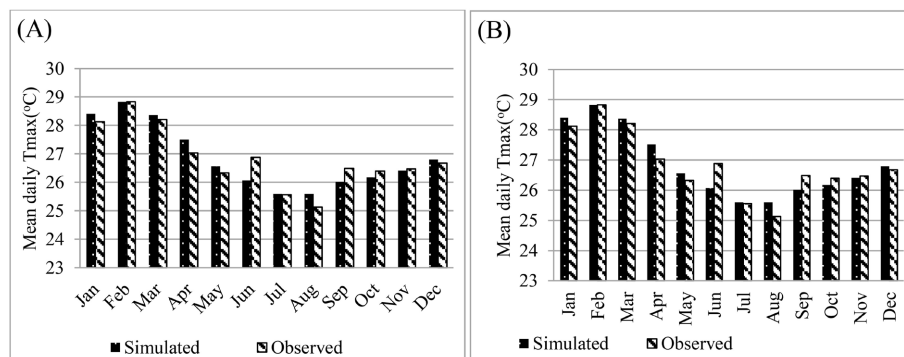 (A)
Mean daily Tmax(°C)
30
29
28
27
26
25
24
23
Jan Feb Mar Apr May Jun Jul Aug Sep Oct Nov Dec
Simulated Observed
(B)
Mean daily Tmax(°C)
30
29
28
27
26
25
24
23
Jan Feb Mar Apr May Jun Jul Aug Sep Oct Nov Dec
Simulated Observed